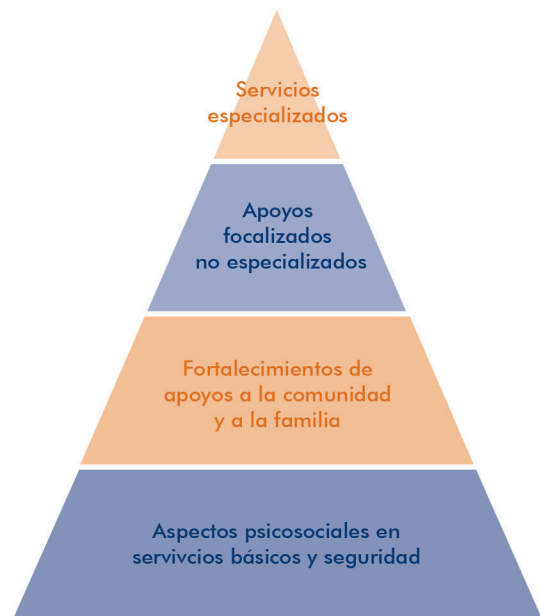 Servicios
especializados
Apoyos
focalizados
no especializados
Fortalecimientos de
apoyos a la comunidad
y a la familia
Aspectos psicosociales en
servivcios básicos y seguridad